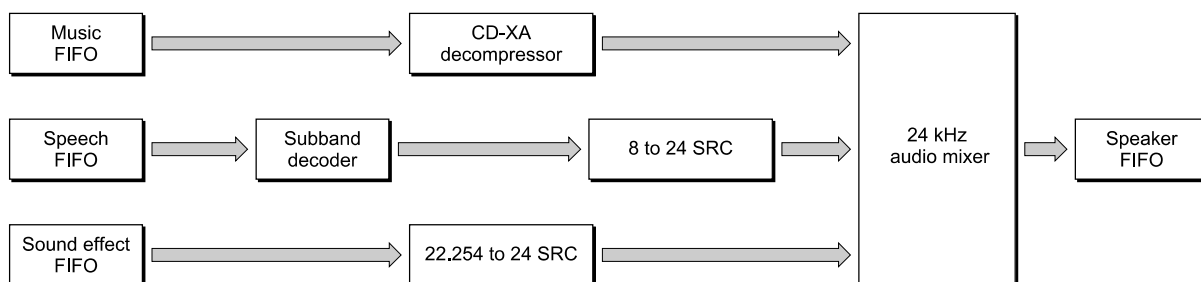 Music
FIFO
CD-XA
decompressor
Speech
FIFO
Subband
decoder
8 to 24 SRC
24 kHz
audio mixer
Speaker
FIFO
Sound effect
FIFO
22.254 to 24 SRC